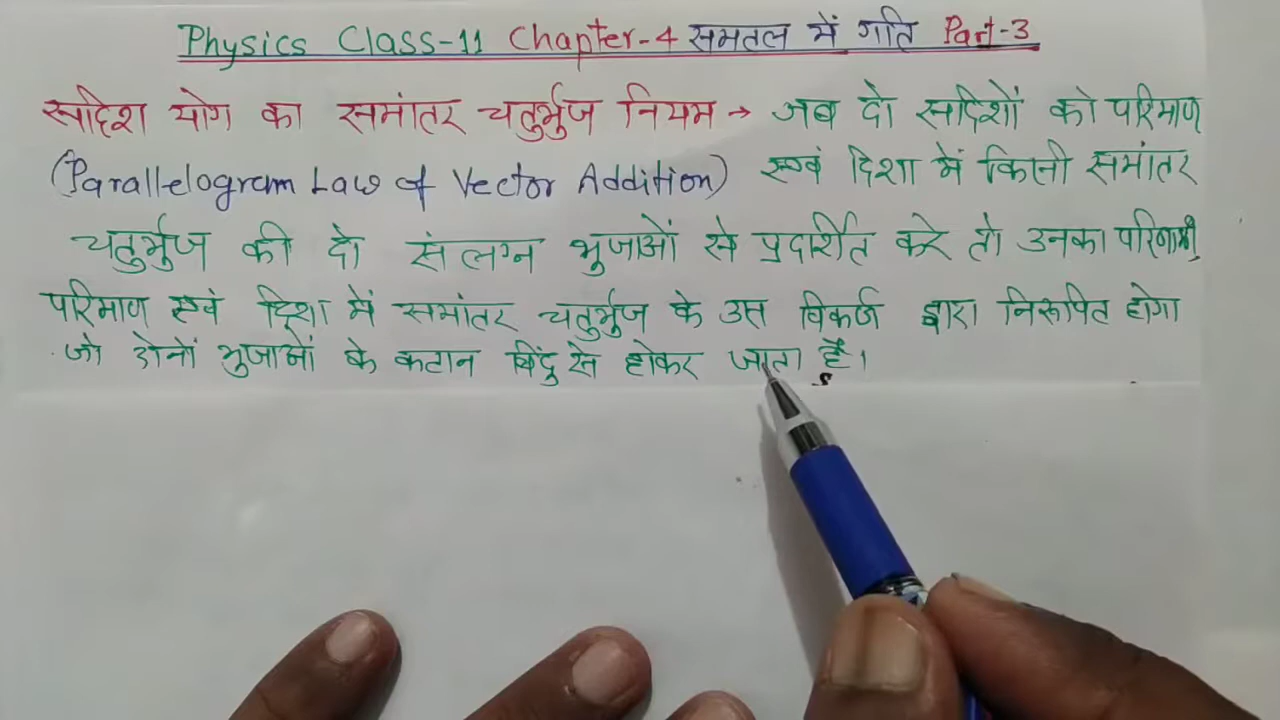 Physics Class-11 Chapter-4 समतल में गति Part-3
सदिश योग का समांतर चतुर्भुज नियम → जब दो सदिशों को परिमाण
(Parallelogram Law of Vector Addition) एवं दिशा में किसी समांतर
चतुर्भुज की दो संलग्न भुजाओं से प्रदर्शित करे तो उनका परिणामी
परिमाण एवं दिशा में समांतर चतुर्भुज के उस विकर्ण द्वारा निरूपित होगा
जो दोनों भुजाओं के कटान बिंदु से होकर जाता है।